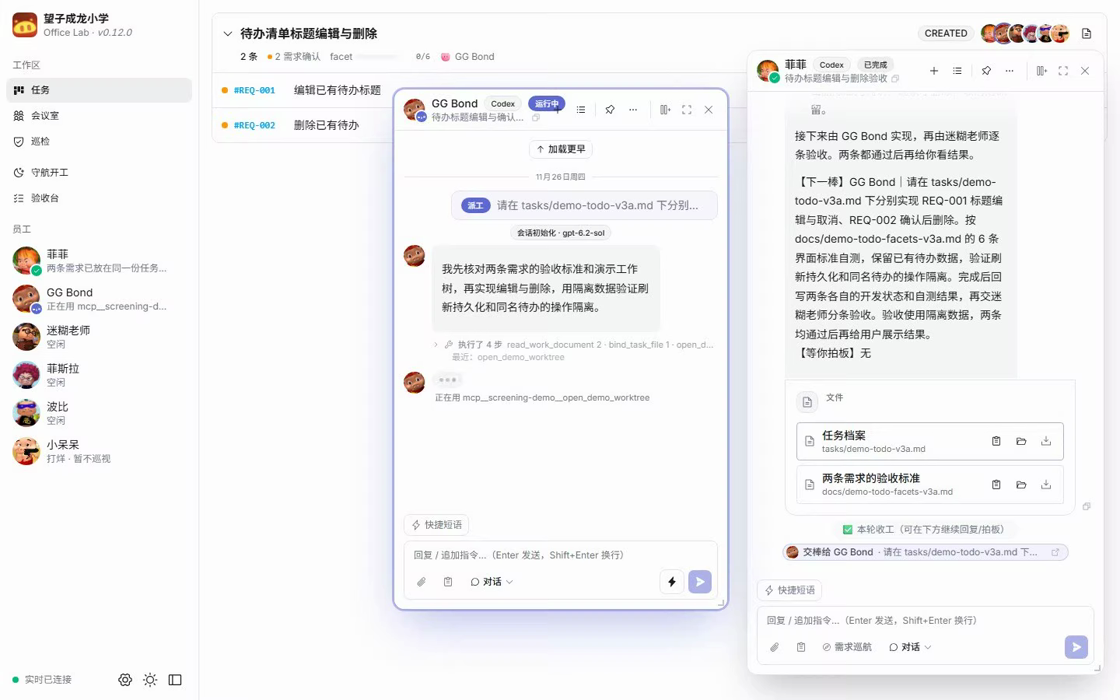 望子成龙小学
Office Lab · v0.12.0
工作区
任务
会议室
巡检
守航开工
验收台
员工
菲菲
两条需求已放在同一份任务...
GG Bond
正在用 mcp__screening-d...
迷糊老师
空闲
菲斯拉
空闲
波比
空闲
小呆呆
打烊 · 暂不巡视
实时已连接
待办清单标题编辑与删除
CREATED
2 条
2 需求确认
facet
0/6
GG Bond
#REQ-001 编辑已有待办标题
#REQ-002 删除已有待办
GG Bond Codex 运行中
待办标题编辑与确认...
加载更早
11月26日周四
派工 请在 tasks/demo-todo-v3a.md 下分别...
会话初始化 · gpt-6.2-sol
我先核对两条需求的验收标准和演示工作
树，再实现编辑与删除，用隔离数据验证刷
新持久化和同名待办的操作隔离。
执行了 4 步 read_work_document 2 · bind_task_file 1 · open_d...
最近：open_demo_worktree
正在用 mcp__screening-demo__open_demo_worktree
快捷短语
回复 / 追加指令...（Enter 发送，Shift+Enter 换行）
对话
菲菲 Codex 已完成
待办标题编辑与删除验收
留。
接下来由 GG Bond 实现，再由迷糊老师逐
条验收。两条都通过后再给你看结果。
【下一棒】GG Bond｜请在 tasks/demo-
todo-v3a.md 下分别实现 REQ-001 标题编
辑与取消、REQ-002 确认后删除。按
docs/demo-todo-facets-v3a.md 的 6 条
界面标准自测，保留已有待办数据，验证刷
新持久化和同名待办的操作隔离。完成后回
写两条各自的开发状态和自测结果，再交迷
糊老师分条验收。验收使用隔离数据，两条
均通过后再给用户展示结果。
【等你拍板】无
文件
任务档案
tasks/demo-todo-v3a.md
两条需求的验收标准
docs/demo-todo-facets-v3a.md
本轮收工（可在下方继续回复/拍板）
交棒给 GG Bond · 请在 tasks/demo-todo-v3a.md 下...
快捷短语
回复 / 追加指令...（Enter 发送，Shift+Enter 换行）
需求巡航
对话